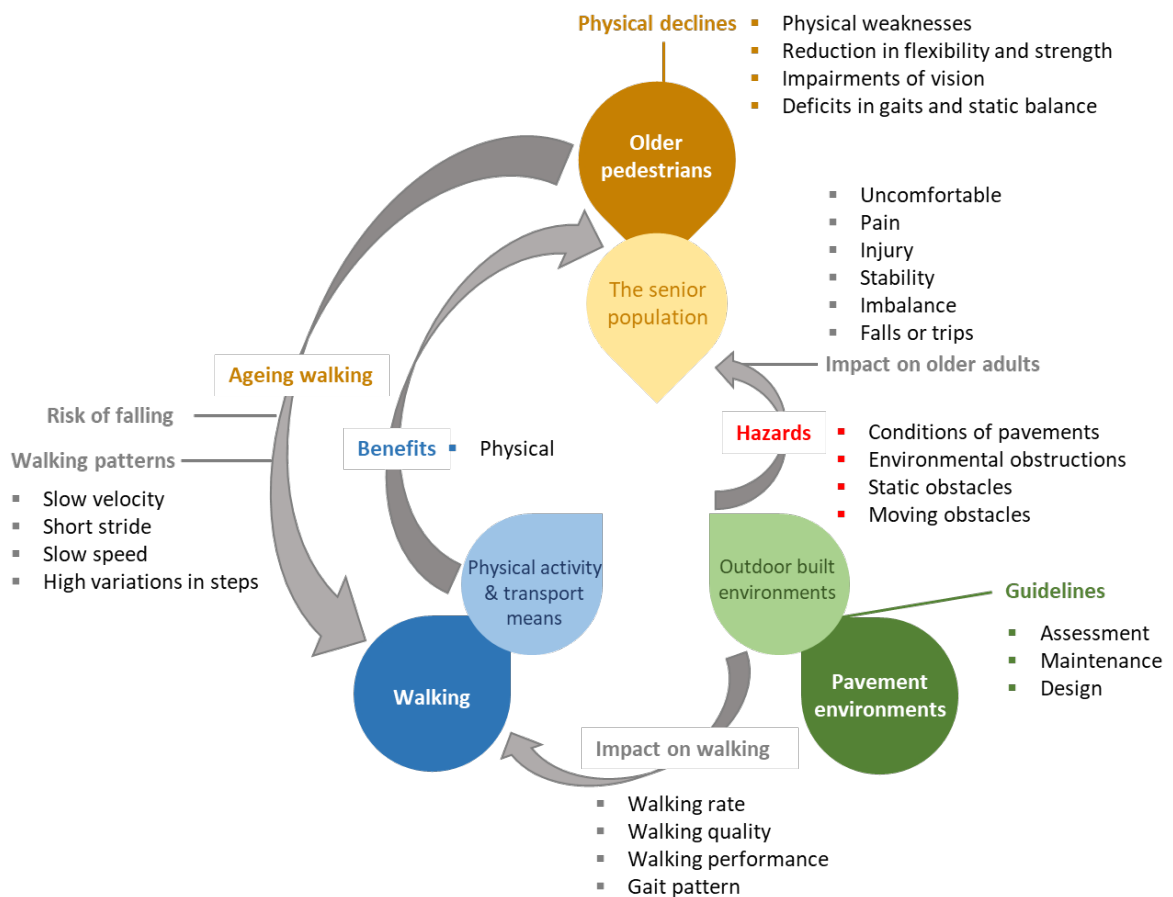 Physical declines
Physical weaknesses
Reduction in flexibility and strength
Impairments of vision
Deficits in gaits and static balance
Older
pedestrians
Uncomfortable
Pain
Injury
Stability
Imbalance
Falls or trips
The senior
population
Impact on older adults
Ageing walking
Risk of falling
Walking patterns
Slow velocity
Short stride
Slow speed
High variations in steps
Benefits
Physical
Hazards
Conditions of pavements
Environmental obstructions
Static obstacles
Moving obstacles
Physical activity
& transport
means
Outdoor built
environments
Guidelines
Assessment
Maintenance
Design
Walking
Pavement
environments
Impact on walking
Walking rate
Walking quality
Walking performance
Gait pattern